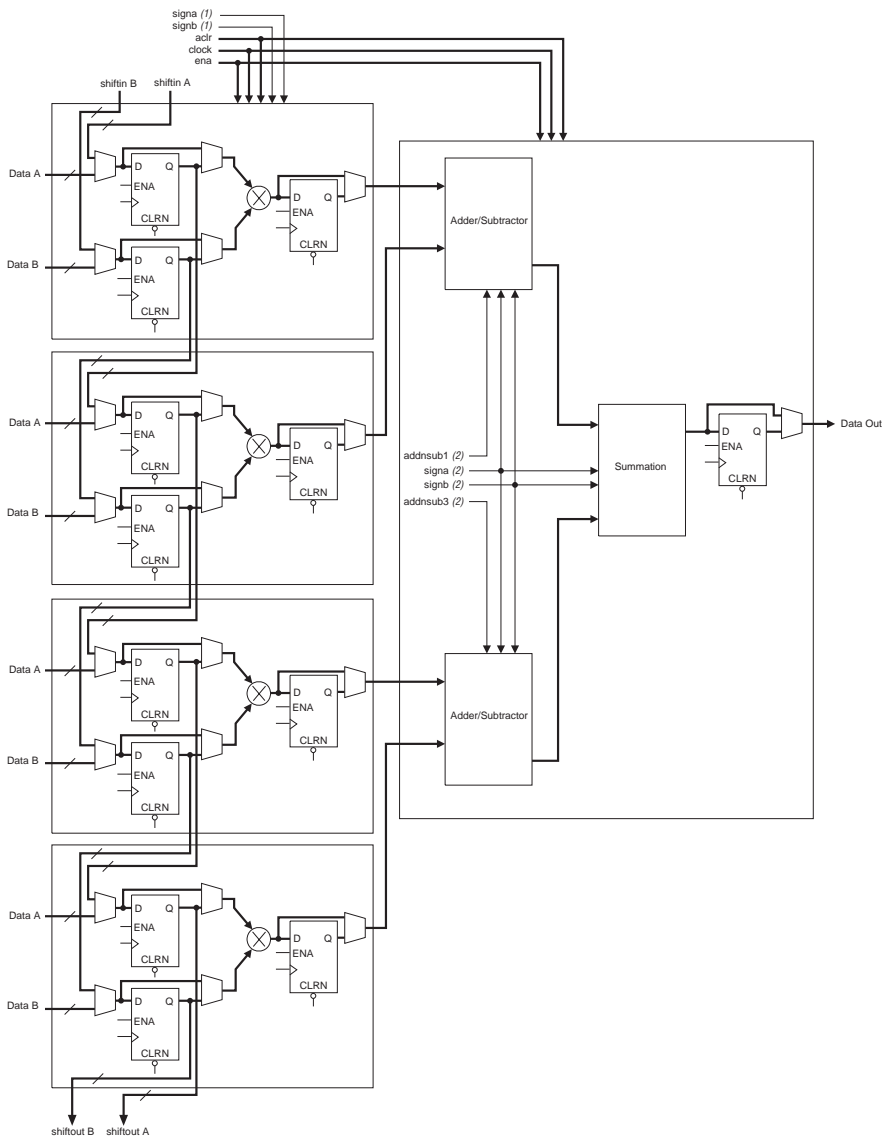 signa (1)
signb (1)
aclr
clock
ena
shiftin B
shiftin A
Data A
D Q
ENA
CLRN
D Q
ENA
CLRN
Data B
D Q
ENA
CLRN
Adder/Subtractor
Data A
D Q
ENA
CLRN
D Q
ENA
CLRN
Data B
D Q
ENA
CLRN
addnsub1 (2)
signa (2)
signb (2)
addnsub3 (2)
Summation
D Q
ENA
CLRN
Data Out
Data A
D Q
ENA
CLRN
D Q
ENA
CLRN
Data B
D Q
ENA
CLRN
Adder/Subtractor
Data A
D Q
ENA
CLRN
D Q
ENA
CLRN
Data B
D Q
ENA
CLRN
shiftout B
shiftout A